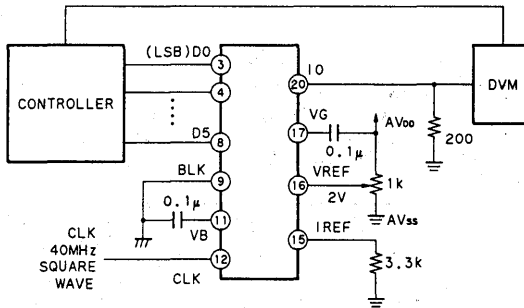 (LSB)D0
3
CONTROLLER
4
D5
8
BLK
9
0.1μ
11
VB
CLK
40MHz
SQUARE
WAVE
12
CLK
IO
20
DVM
VG
17
0.1μ
AVDD
200
VREF
16
2V
1k
AVSS
IREF
15
3.3k